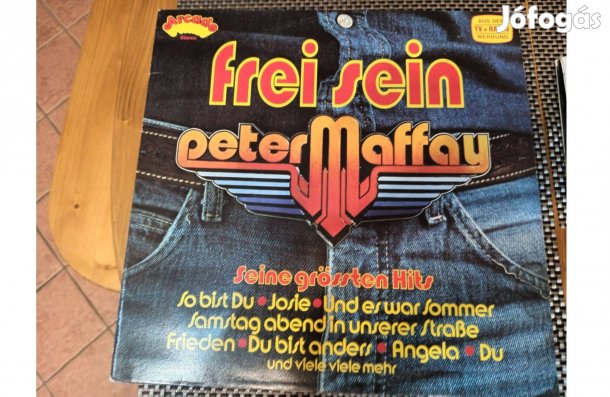 Jófogás
Arcade
Stereo
AUS DER
TV + RADIO
WERBUNG
frei sein
peter Maffay
Seine grössten Hits
So bist Du • Josie • Und es war Sommer
Samstag abend in unserer Straße
Frieden • Du bist anders • Angela • Du
und viele viele mehr